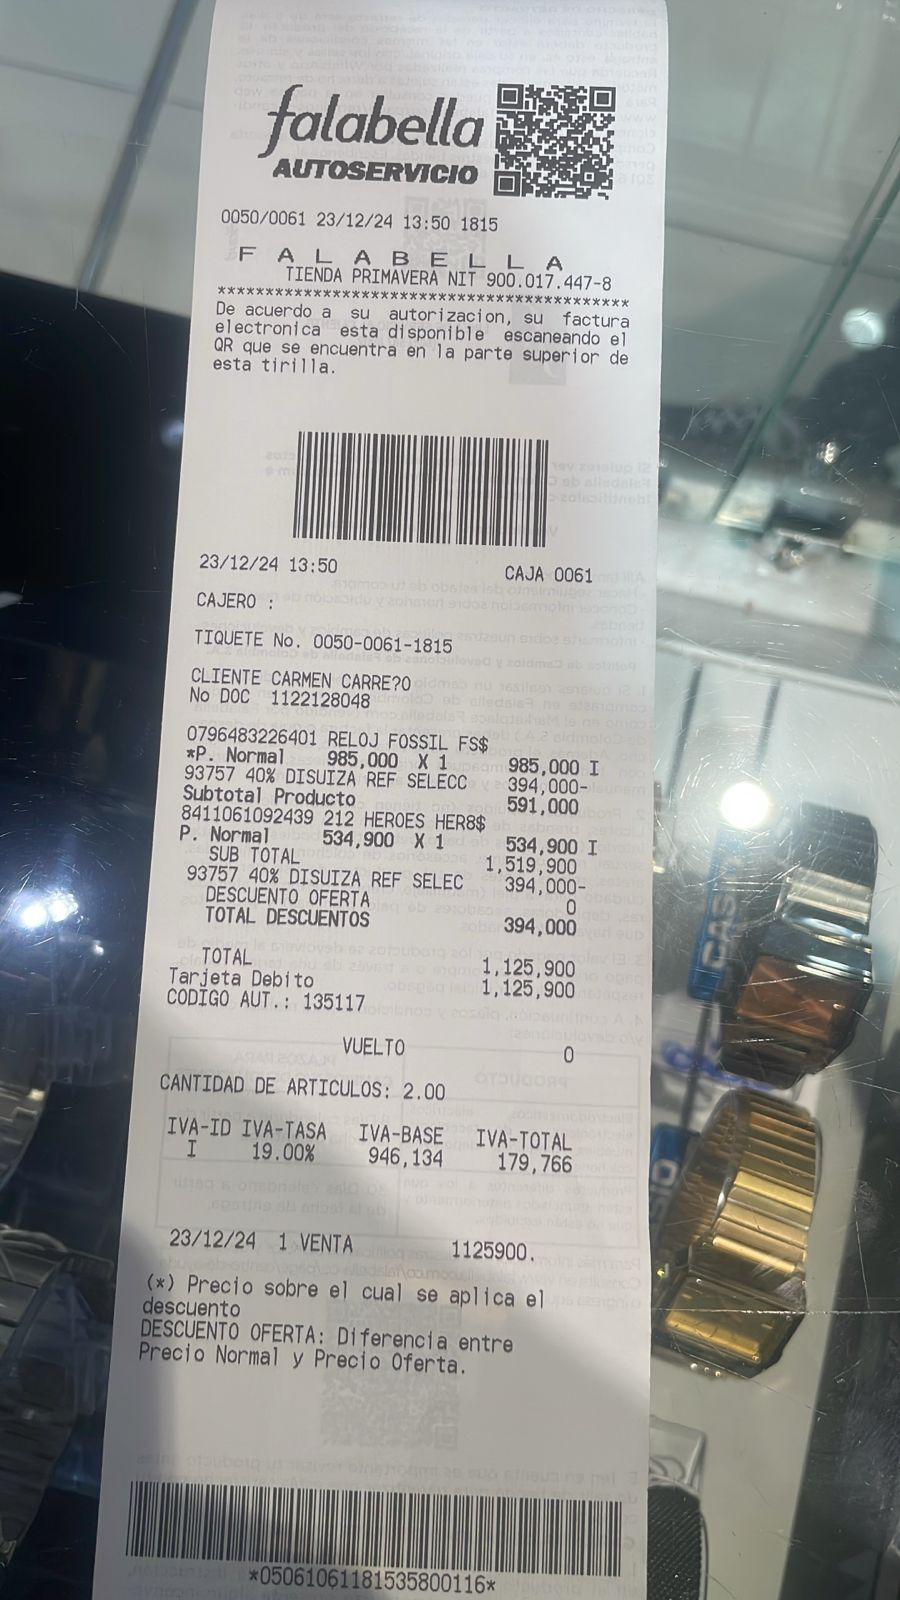 falabella
AUTOSERVICIO
0050/0061 23/12/24 13:50 1815
F A L A B E L L A
TIENDA PRIMAVERA NIT 900.017.447-8
******************************************
De acuerdo a su autorizacion, su factura
electronica esta disponible escaneando el
QR que se encuentra en la parte superior de
esta tirilla.
23/12/24 13:50 CAJA 0061
CAJERO :
TIQUETE No. 0050-0061-1815
CLIENTE CARMEN CARRE?O
No DOC 1122128048
0796483226401 RELOJ FOSSIL FS$
*P. Normal 985,000 X 1 985,000 I
93757 40% DISUIZA REF SELECC 394,000-
Subtotal Producto 591,000
8411061092439 212 HEROES HER8$
P. Normal 534,900 X 1 534,900 I
SUB TOTAL 1,519,900
93757 40% DISUIZA REF SELEC 394,000-
DESCUENTO OFERTA 0
TOTAL DESCUENTOS 394,000
TOTAL 1,125,900
Tarjeta Debito 1,125,900
CODIGO AUT.: 135117
VUELTO 0
CANTIDAD DE ARTICULOS: 2.00
IVA-ID IVA-TASA IVA-BASE IVA-TOTAL
I 19.00% 946,134 179,766
23/12/24 1 VENTA 1125900.
(*) Precio sobre el cual se aplica el
descuento
DESCUENTO OFERTA: Diferencia entre
Precio Normal y Precio Oferta.
*05061061181535800116*